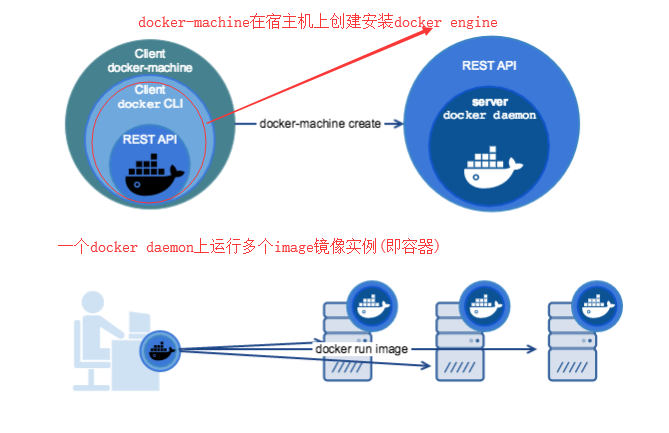 docker-machine在宿主机上创建安装docker engine
Client
docker-machine
Client
docker CLI
REST API
docker-machine create
REST API
server
docker daemon
一个docker daemon上运行多个image镜像实例(即容器)
docker run image